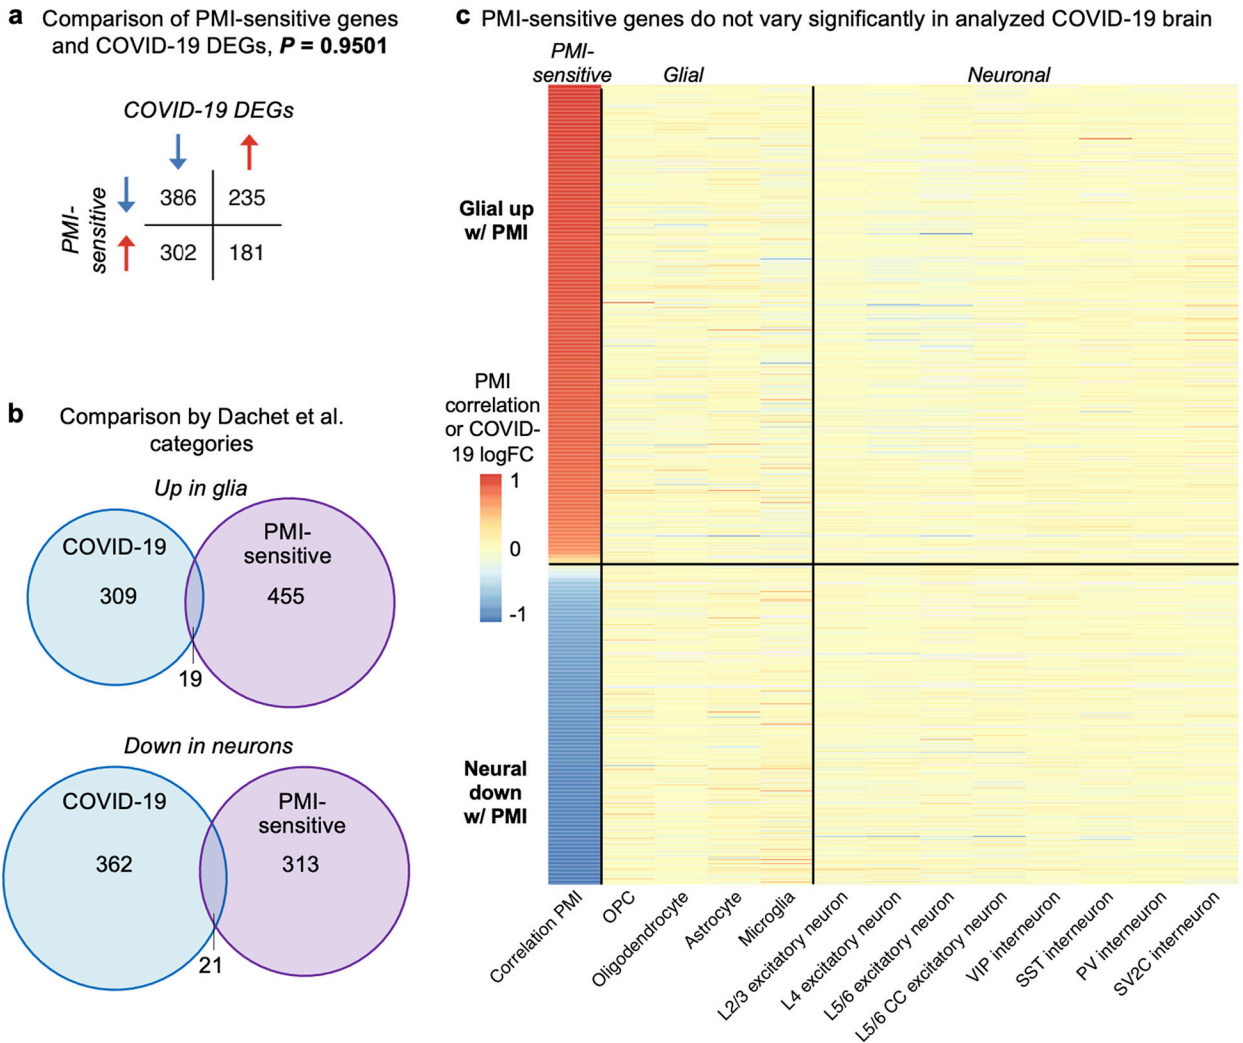 a Comparison of PMI-sensitive genes
and COVID-19 DEGs, P = 0.9501
COVID-19 DEGs
PMI-
sensitive
386 235
302 181
b Comparison by Dachet et al.
categories
Up in glia
COVID-19
309
PMI-
sensitive
455
19
Down in neurons
COVID-19
362
PMI-
sensitive
313
21
c PMI-sensitive genes do not vary significantly in analyzed COVID-19 brain
PMI-
sensitive
Glial
Neuronal
Glial up
w/ PMI
PMI
correlation
or COVID-
19 logFC
1
0
-1
Neural
down
w/ PMI
Correlation PMI
OPC
Oligodendrocyte
Astrocyte
Microglia
L2/3 excitatory neuron
L4 excitatory neuron
L5/6 excitatory neuron
L5/6 CC excitatory neuron
VIP interneuron
SST interneuron
PV interneuron
SV2C interneuron